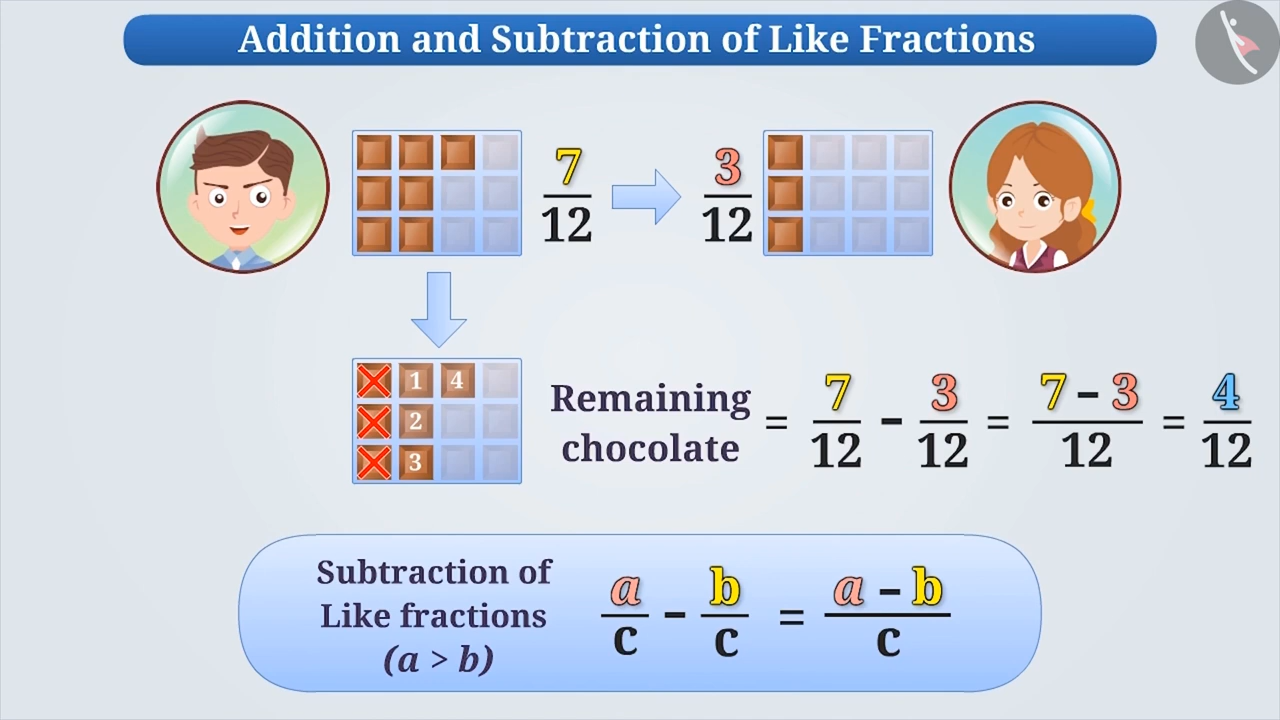 Addition and Subtraction of Like Fractions
7/12 → 3/12
1 4
2
3
Remaining chocolate = 7/12 - 3/12 = 7 - 3/12 = 4/12
Subtraction of
Like fractions
(a > b)
a/c - b/c = a - b/c